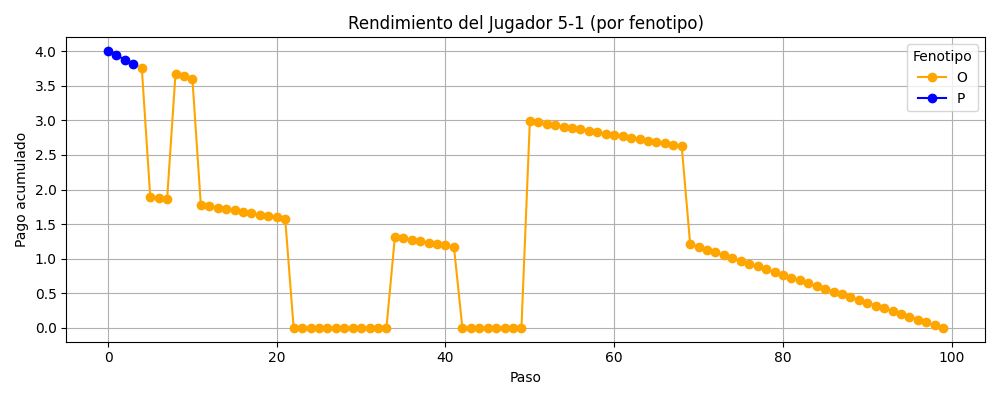 Rendimiento del Jugador 5-1 (por fenotipo)
Pago acumulado
4.0
3.5
3.0
2.5
2.0
1.5
1.0
0.5
0.0
Fenotipo
O
P
0 20 40 60 80 100
Paso